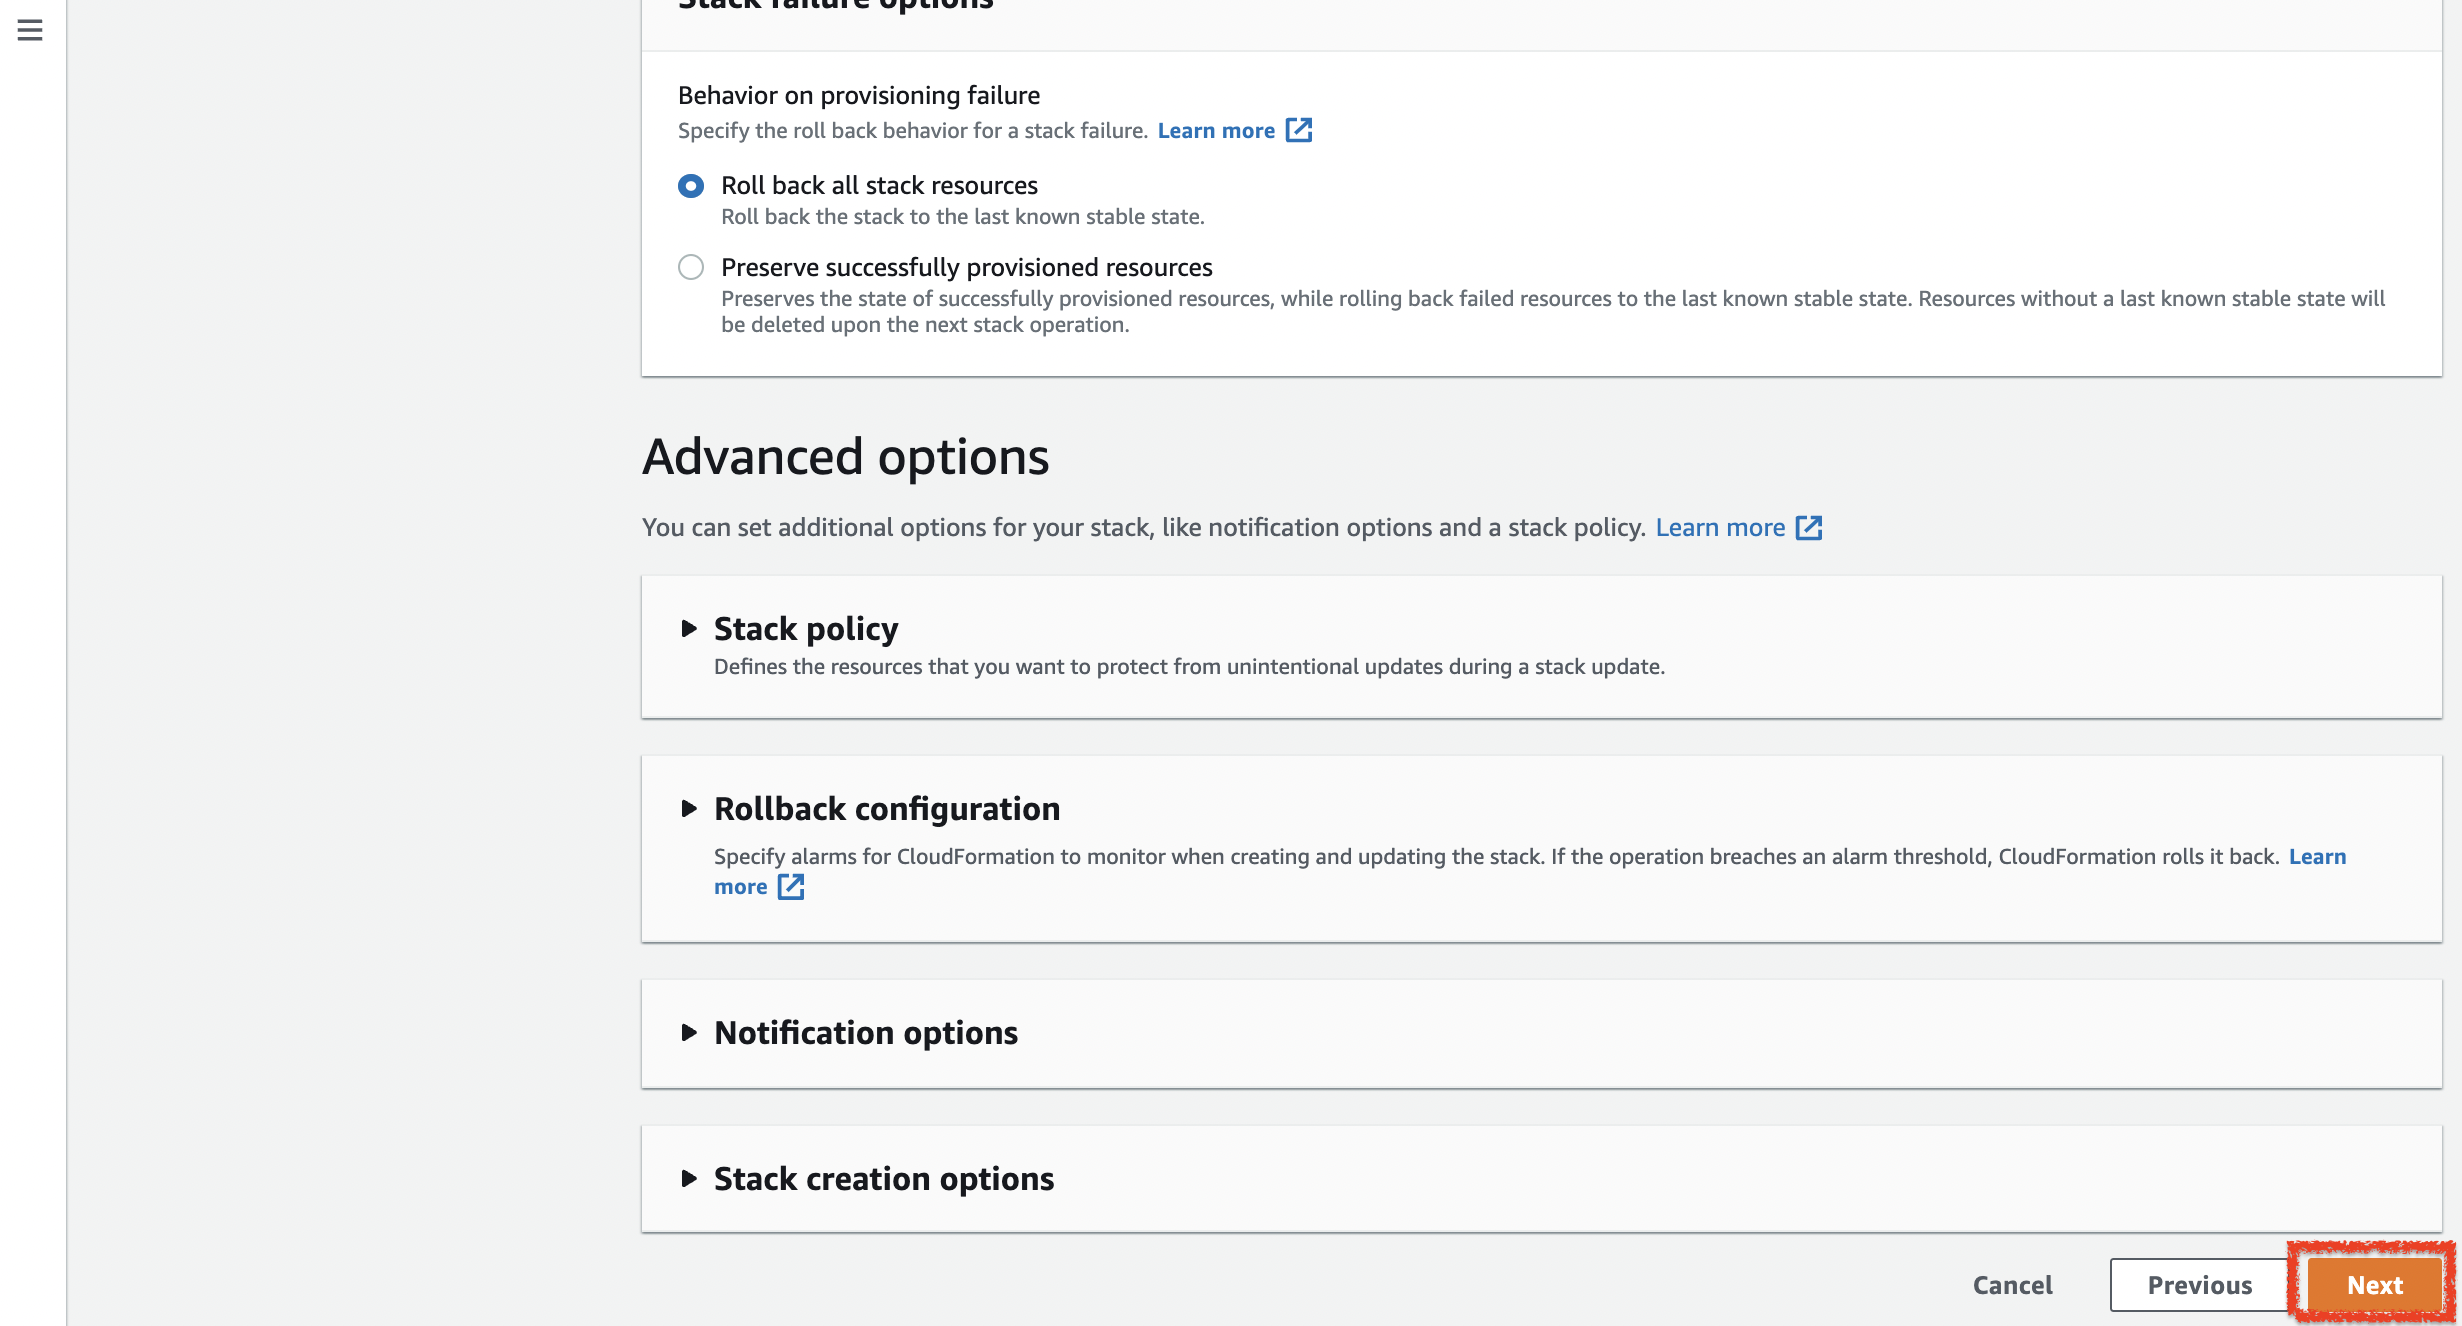 Stack failure options
Behavior on provisioning failure
Specify the roll back behavior for a stack failure. Learn more
Roll back all stack resources
Roll back the stack to the last known stable state.
Preserve successfully provisioned resources
Preserves the state of successfully provisioned resources, while rolling back failed resources to the last known stable state. Resources without a last known stable state will
be deleted upon the next stack operation.
Advanced options
You can set additional options for your stack, like notification options and a stack policy. Learn more
Stack policy
Defines the resources that you want to protect from unintentional updates during a stack update.
Rollback configuration
Specify alarms for CloudFormation to monitor when creating and updating the stack. If the operation breaches an alarm threshold, CloudFormation rolls it back. Learn
more
Notification options
Stack creation options
Cancel Previous Next